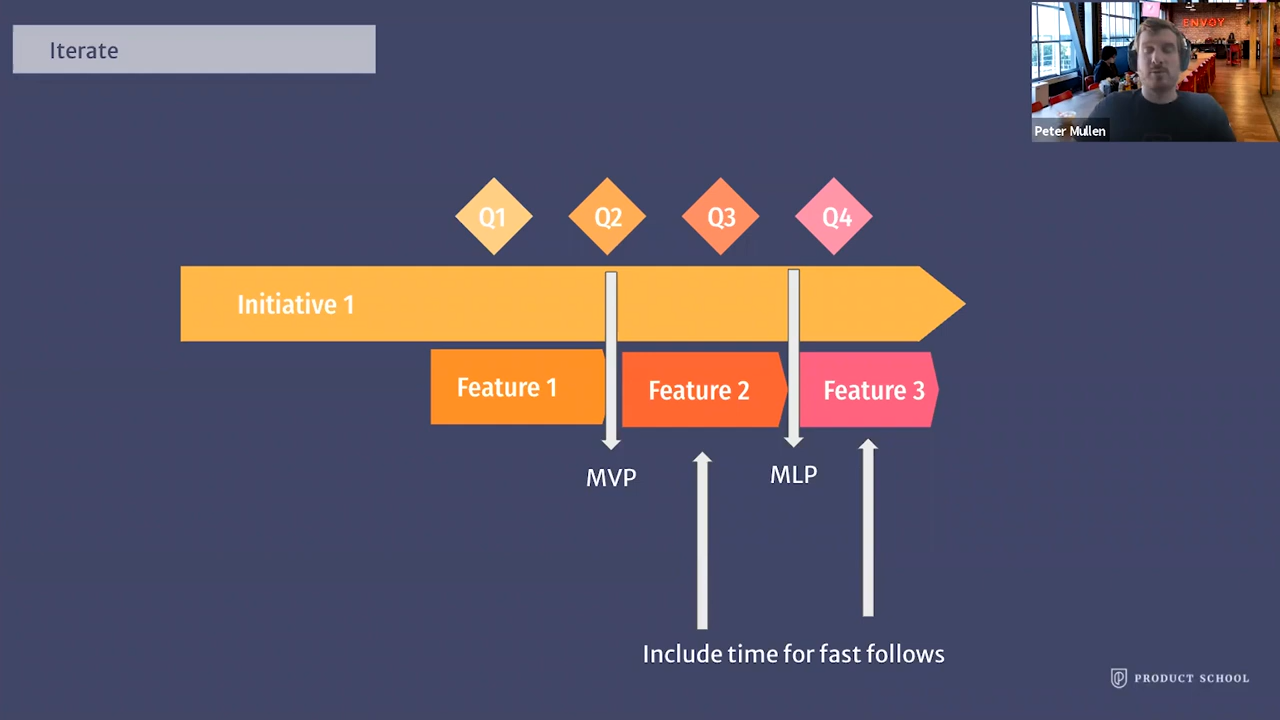 Iterate
ENVOY
Peter Mullen
Q1
Q2
Q3
Q4
Initiative 1
Feature 1
Feature 2
Feature 3
MVP
MLP
Include time for fast follows
PRODUCT SCHOOL